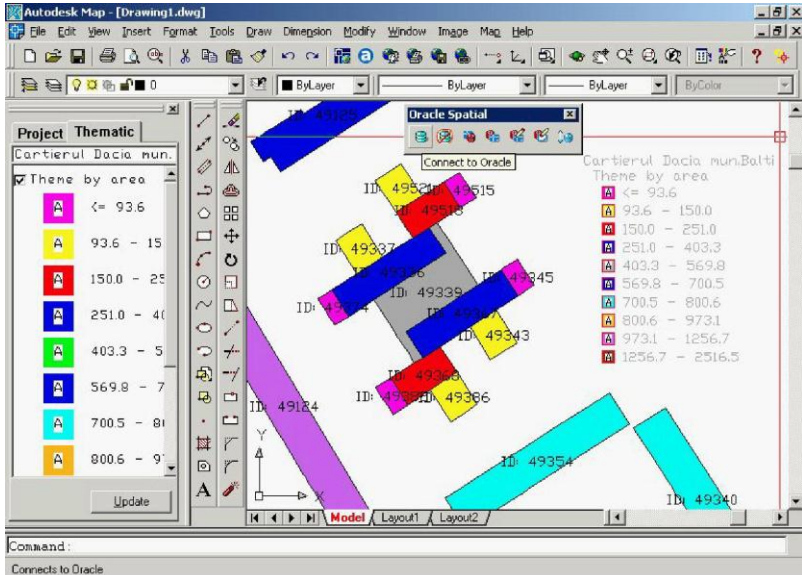 Autodesk Map - [Drawing1.dwg]
File Edit View Insert Format Tools Draw Dimension Modify Window Image Map Help
0
ByLayer
ByLayer
ByLayer
ByColor
Project Thematic
Cartierul Dacia mun.
Theme by area
A <= 93.6
A 93.6 - 15
A 150.0 - 25
A 251.0 - 40
A 403.3 - 5
A 569.8 - 7
A 700.5 - 80
A 800.6 - 97
Update
A
Oracle Spatial
Connect to Oracle
ID: 49125
ID: 49515
ID: 49337
ID: 49336
ID: 49345
ID: 49339
ID: 49343
ID: 49368
ID: 49386
ID: 49124
ID: 49354
ID: 49340
Y
X
Cartierul Dacia mun.Balti
Theme by area
A <= 93.6
A 93.6 - 150.0
A 150.0 - 251.0
A 251.0 - 403.3
A 403.3 - 569.8
A 569.8 - 700.5
A 700.5 - 800.6
A 800.6 - 973.1
A 973.1 - 1256.7
A 1256.7 - 2516.5
Model Layout1 Layout2
Command:
Connects to Oracle